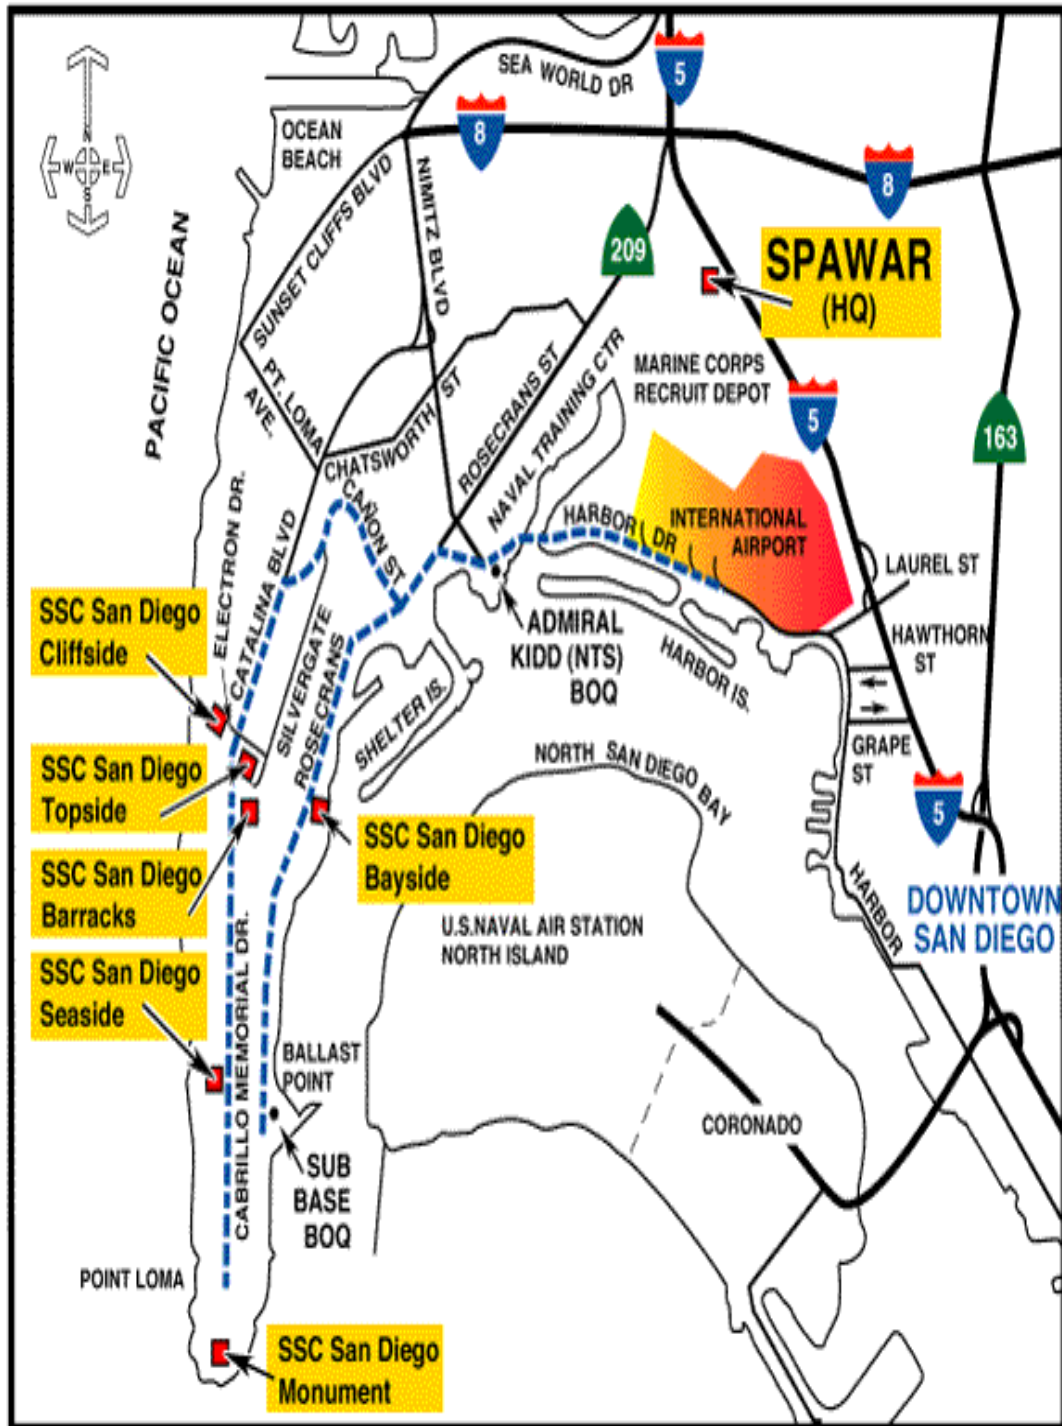 SEA WORLD DR
5
8
OCEAN
BEACH
N
W
E
S
NIMITZ BLVD
8
SUNSET CLIFFS BLVD
PACIFIC OCEAN
209
SPAWAR
(HQ)
PT. LOMA
AVE.
MARINE CORPS
RECRUIT DEPOT
ROSECRANS ST
NAVAL TRAINING CTR
5
163
CHATSWORTH ST
CAÑON ST
ELECTRON DR.
CATALINA BLVD
HARBOR DR
INTERNATIONAL
AIRPORT
LAUREL ST
SSC San Diego
Cliffside
SILVERGATE
ROSECRANS
ADMIRAL
KIDD (NTS)
BOQ
HARBOR IS.
HAWTHORN
ST
SHELTER IS.
GRAPE
ST
SSC San Diego
Topside
NORTH SAN DIEGO BAY
5
SSC San Diego
Bayside
SSC San Diego
Barracks
HARBOR
DOWNTOWN
SAN DIEGO
U.S.NAVAL AIR STATION
NORTH ISLAND
SSC San Diego
Seaside
CABRILLO MEMORIAL DR.
BALLAST
POINT
CORONADO
SUB
BASE
BOQ
POINT LOMA
SSC San Diego
Monument